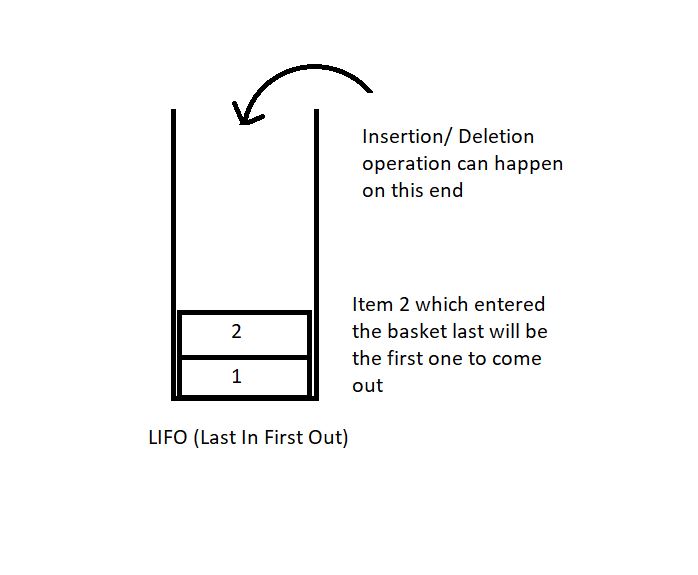 Insertion/ Deletion
operation can happen
on this end
Item 2 which entered
the basket last will be
the first one to come
out
2
1
LIFO (Last In First Out)